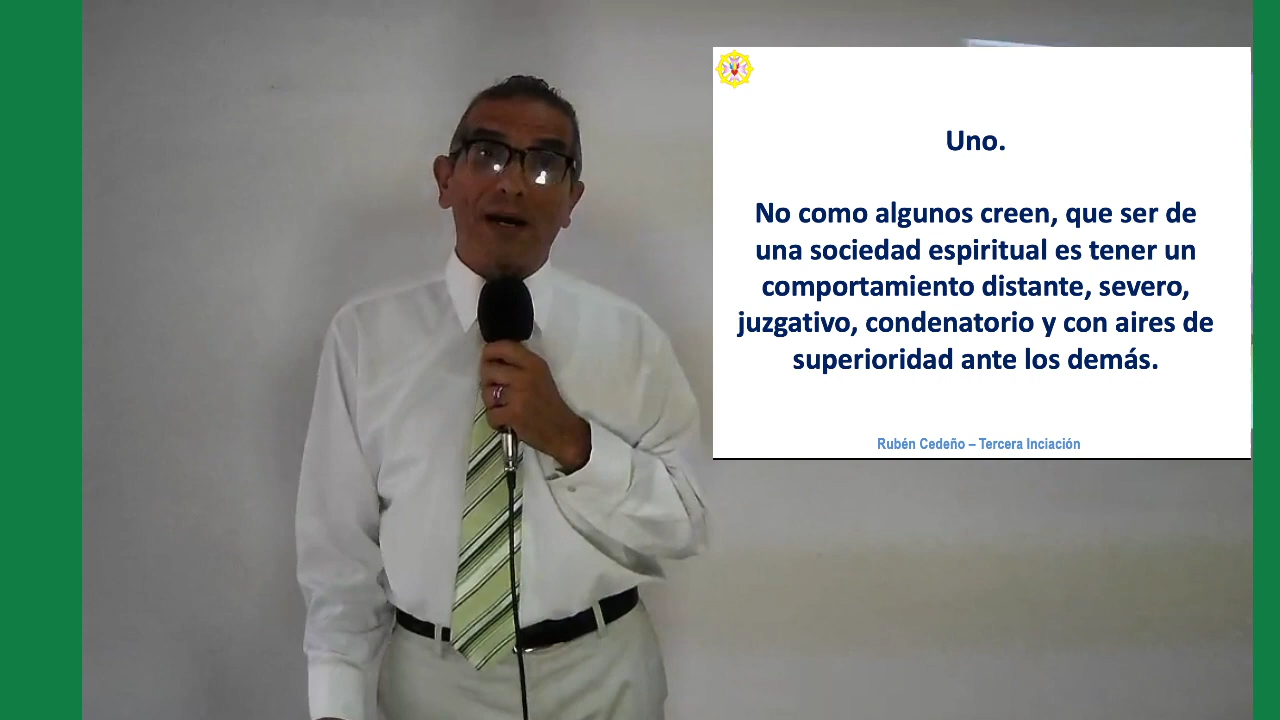 Uno.
No como algunos creen, que ser de
una sociedad espiritual es tener un
comportamiento distante, severo,
juzgativo, condenatorio y con aires de
superioridad ante los demás.
Rubén Cedeño – Tercera Inciación